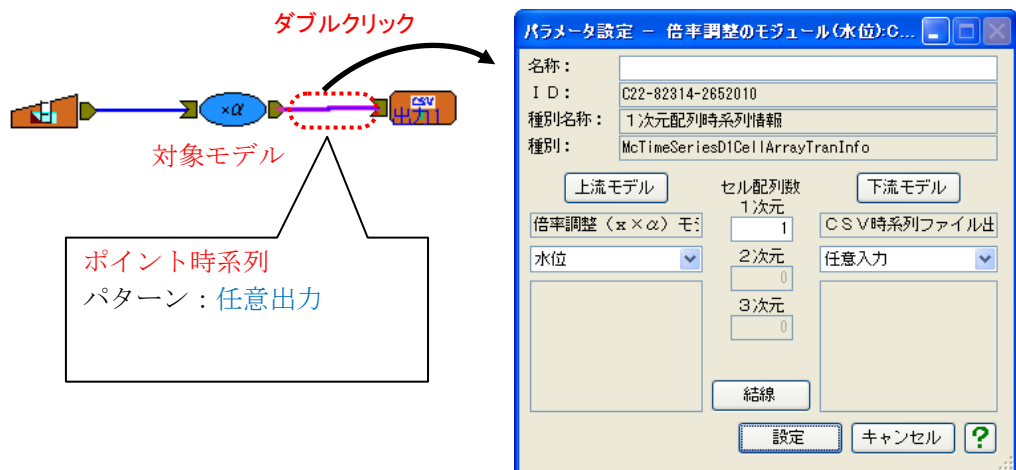 ダブルクリック
×α
CSV
出力1
対象モデル
ポイント時系列
パターン：任意出力
パラメータ設定 － 倍率調整のモジュール(水位):C...
名称：
ＩＤ： C22-82314-2652010
種別名称： １次元配列時系列情報
種別： McTimeSeriesD1CellArrayTranInfo
上流モデル セル配列数 下流モデル
１次元
倍率調整（x×α）モ 1 ＣＳＶ時系列ファイル出
水位 ２次元 任意入力
0
３次元
0
結線
設定 キャンセル ?